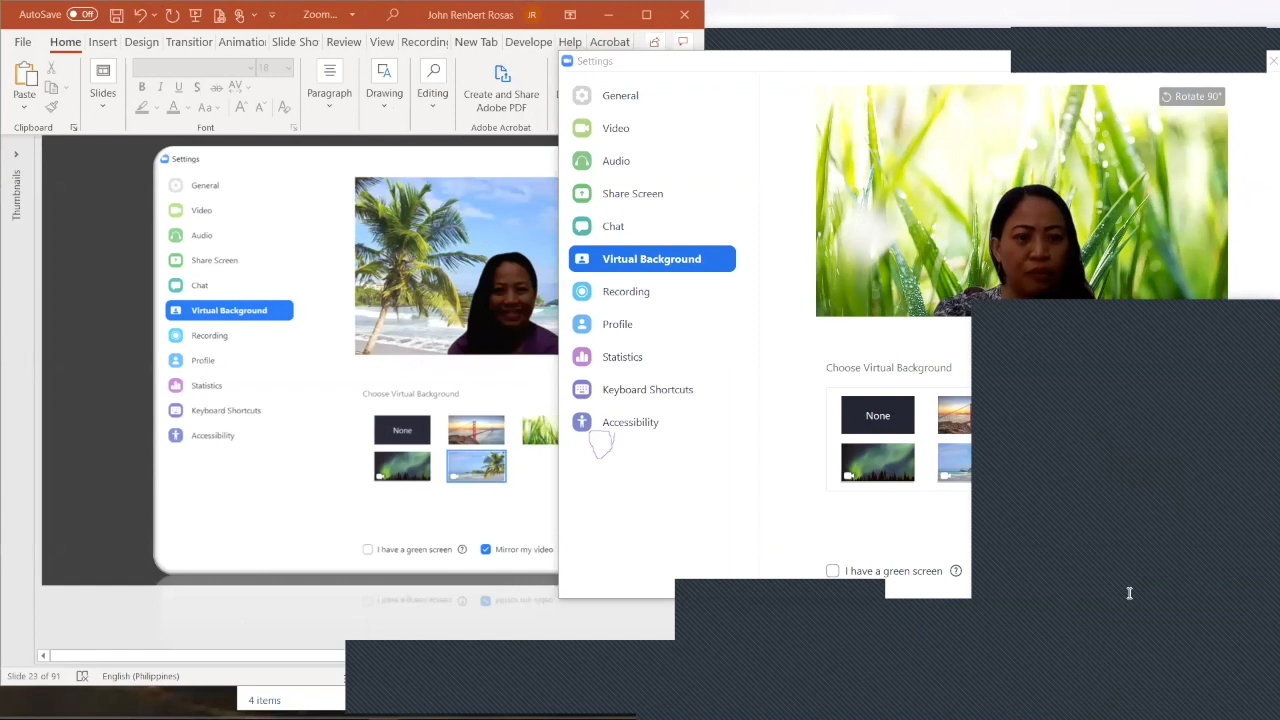 AutoSave Off Zoom... John Renbert Rosas JR
File Home Insert Design Transition Animation Slide Sho Review View Recording New Tab Develope Help Acrobat
18
Paste Slides B I U S ab AV Paragraph Drawing Editing Create and Share
Adobe PDF
Aa A A
Clipboard Font Adobe Acrobat
Thumbnails
Settings
General
Video
Audio
Share Screen
Chat
Virtual Background
Recording
Profile
Statistics
Keyboard Shortcuts
Accessibility
Choose Virtual Background
None
I have a green screen ? Mirror my video
Slide 23 of 91 English (Philippines)
4 items
Settings
General
Video
Audio
Share Screen
Chat
Virtual Background
Recording
Profile
Statistics
Keyboard Shortcuts
Accessibility
Rotate 90°
Choose Virtual Background
None
I have a green screen ?